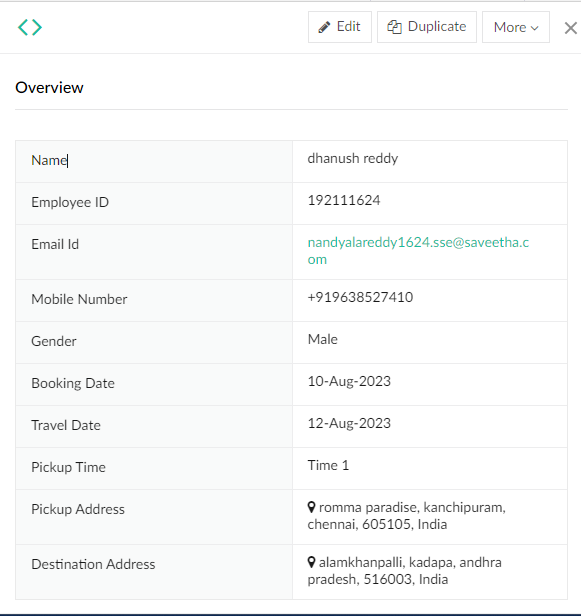 Edit Duplicate More
Overview
Name dhanush reddy
Employee ID 192111624
Email Id nandyalareddy1624.sse@saveetha.c
om
Mobile Number +919638527410
Gender Male
Booking Date 10-Aug-2023
Travel Date 12-Aug-2023
Pickup Time Time 1
Pickup Address romma paradise, kanchipuram,
chennai, 605105, India
Destination Address alamkhanpalli, kadapa, andhra
pradesh, 516003, India